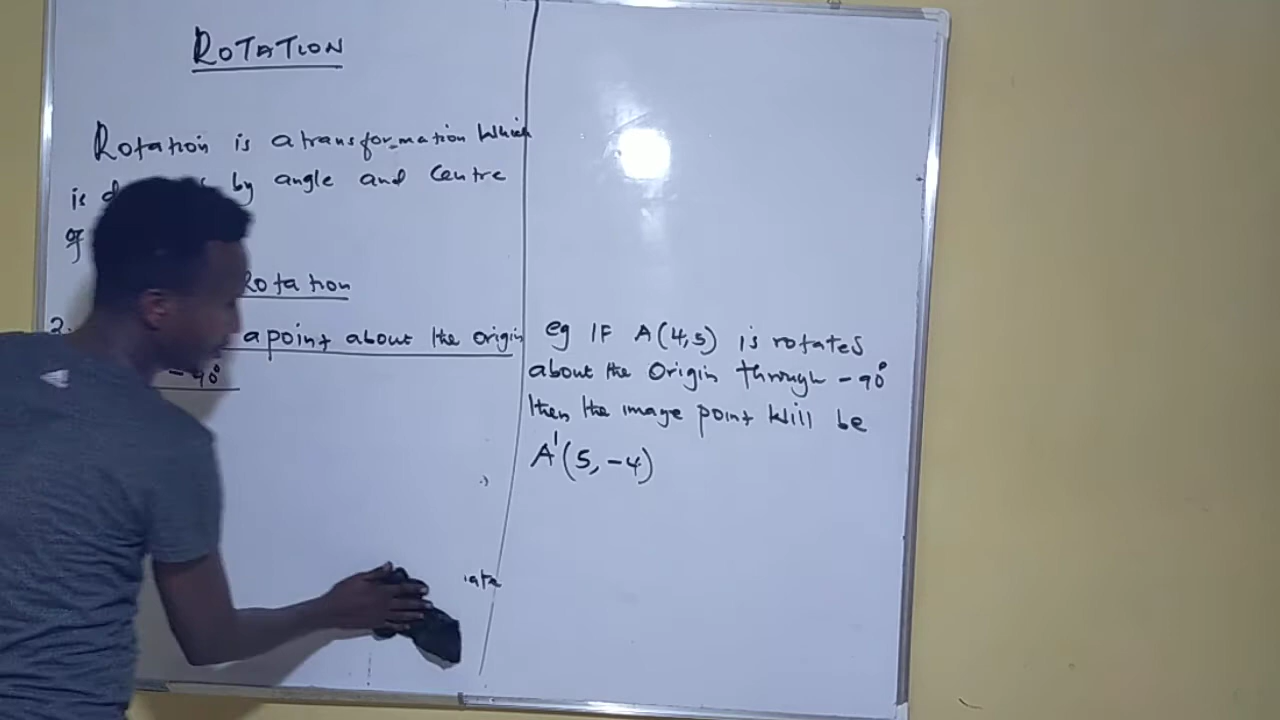 ROTATION
Rotation is a transformation which
is by angle and Centre
of
Rotation
2. a point about the origin
-90°
eg IF A(4,5) is rotates
about the Origin through -90°
then the image point will be
A'(5, -4)